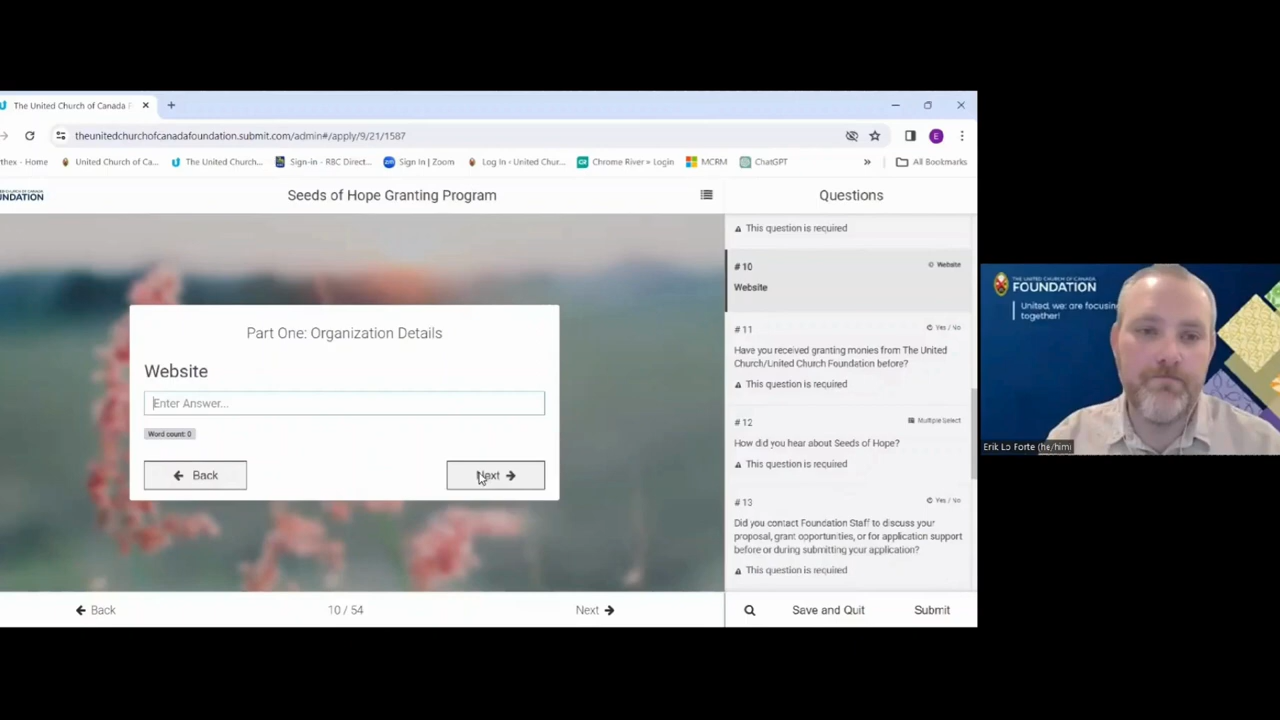 The United Church of Canada F
theunitedchurchofcanadafoundation.submit.com/admin#/apply/9/21/1587
rthex - Home
United Church of Ca...
The United Church...
Sign-in - RBC Direct...
Sign In | Zoom
Log In ‹ United Chur...
Chrome River » Login
MCRM
ChatGPT
»
All Bookmarks
E
NDATION
Seeds of Hope Granting Program
Questions
This question is required
#10
Website
Website
#11
Yes / No
Have you received granting monies from The United
Church/United Church Foundation before?
This question is required
#12
Multiple Select
How did you hear about Seeds of Hope?
This question is required
#13
Yes / No
Did you contact Foundation Staff to discuss your
proposal, grant opportunities, or for application support
before or during submitting your application?
This question is required
Part One: Organization Details
Website
Enter Answer...
Word count: 0
Back
Next
Back
10 / 54
Next
Save and Quit
Submit
THE UNITED CHURCH OF CANADA
FOUNDATION
United, we: are focusing
together!
Erik Lo Forte (he/him)